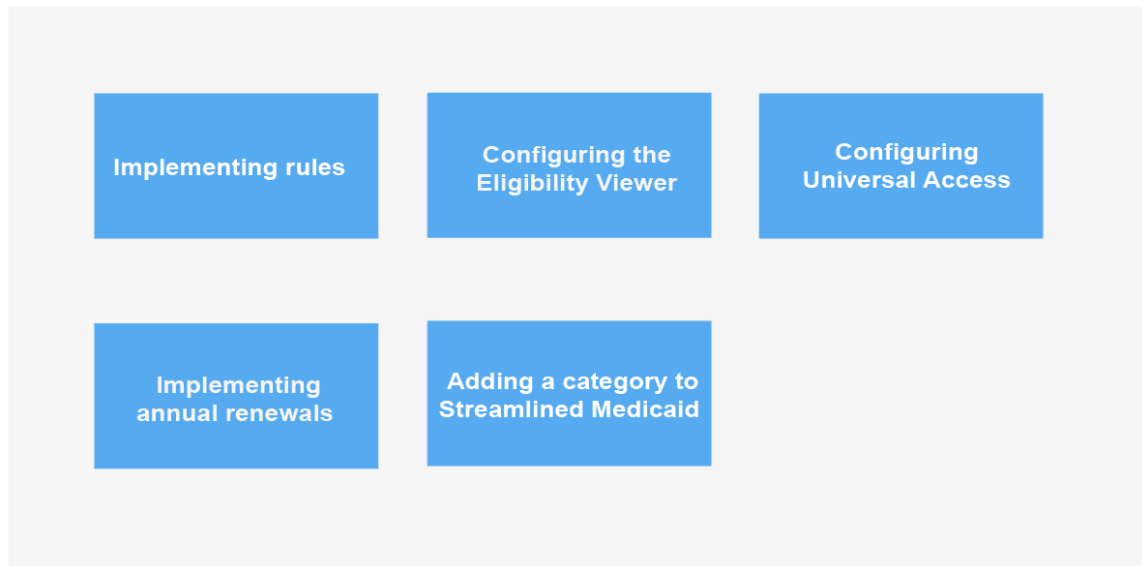 Implementing rules
Configuring the
Eligibility Viewer
Configuring
Universal Access
Implementing
annual renewals
Adding a category to
Streamlined Medicaid